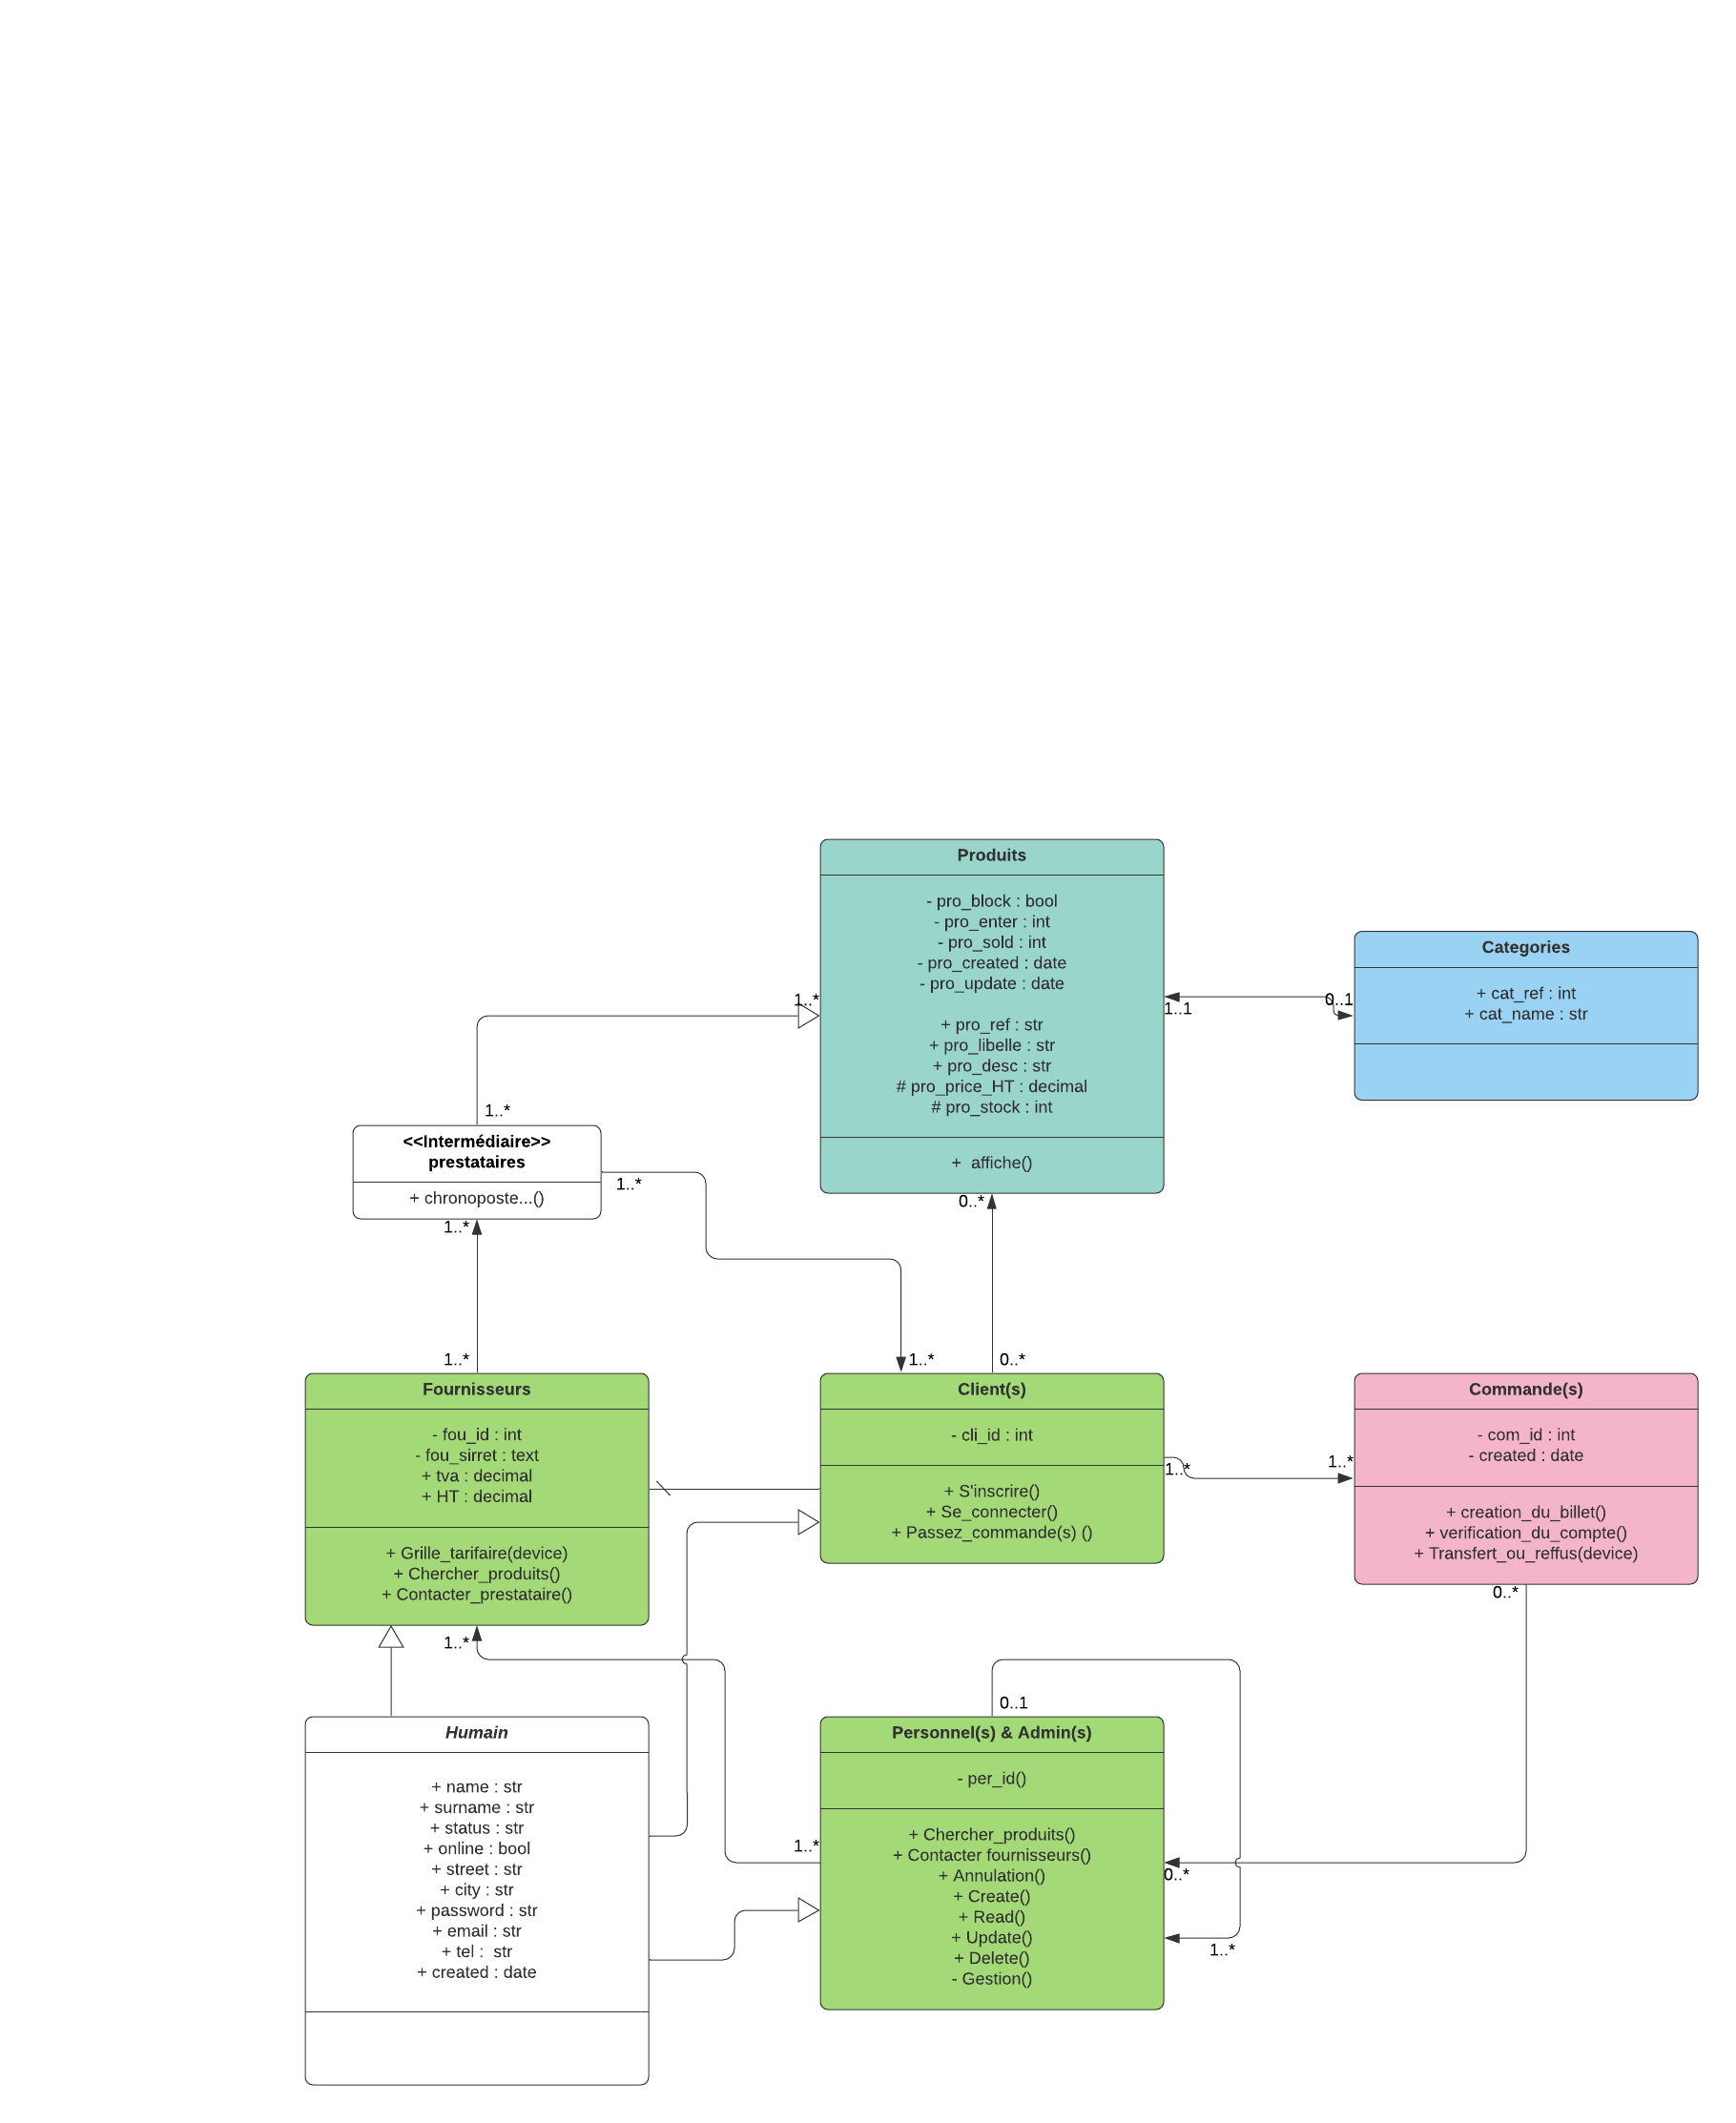 Produits
- pro_block : bool
- pro_enter : int
- pro_sold : int
- pro_created : date
- pro_update : date
+ pro_ref : str
+ pro_libelle : str
+ pro_desc : str
# pro_price_HT : decimal
# pro_stock : int
+ affiche()
1..*
1..1
0..1
Categories
+ cat_ref : int
+ cat_name : str
1..*
<<Intermédiaire>>
prestataires
+ chronoposte...()
1..*
1..*
0..*
1..*
1..*
0..*
Fournisseurs
- fou_id : int
- fou_sirret : text
+ tva : decimal
+ HT : decimal
+ Grille_tarifaire(device)
+ Chercher_produits()
+ Contacter_prestataire()
Client(s)
- cli_id : int
+ S'inscrire()
+ Se_connecter()
+ Passez_commande(s) ()
1..*
1..*
Commande(s)
- com_id : int
- created : date
+ creation_du_billet()
+ verification_du_compte()
+ Transfert_ou_reffus(device)
0..*
1..*
0..1
Humain
+ name : str
+ surname : str
+ status : str
+ online : bool
+ street : str
+ city : str
+ password : str
+ email : str
+ tel : str
+ created : date
Personnel(s) & Admin(s)
- per_id()
+ Chercher_produits()
+ Contacter fournisseurs()
+ Annulation()
+ Create()
+ Read()
+ Update()
+ Delete()
- Gestion()
1..*
0..*
1..*